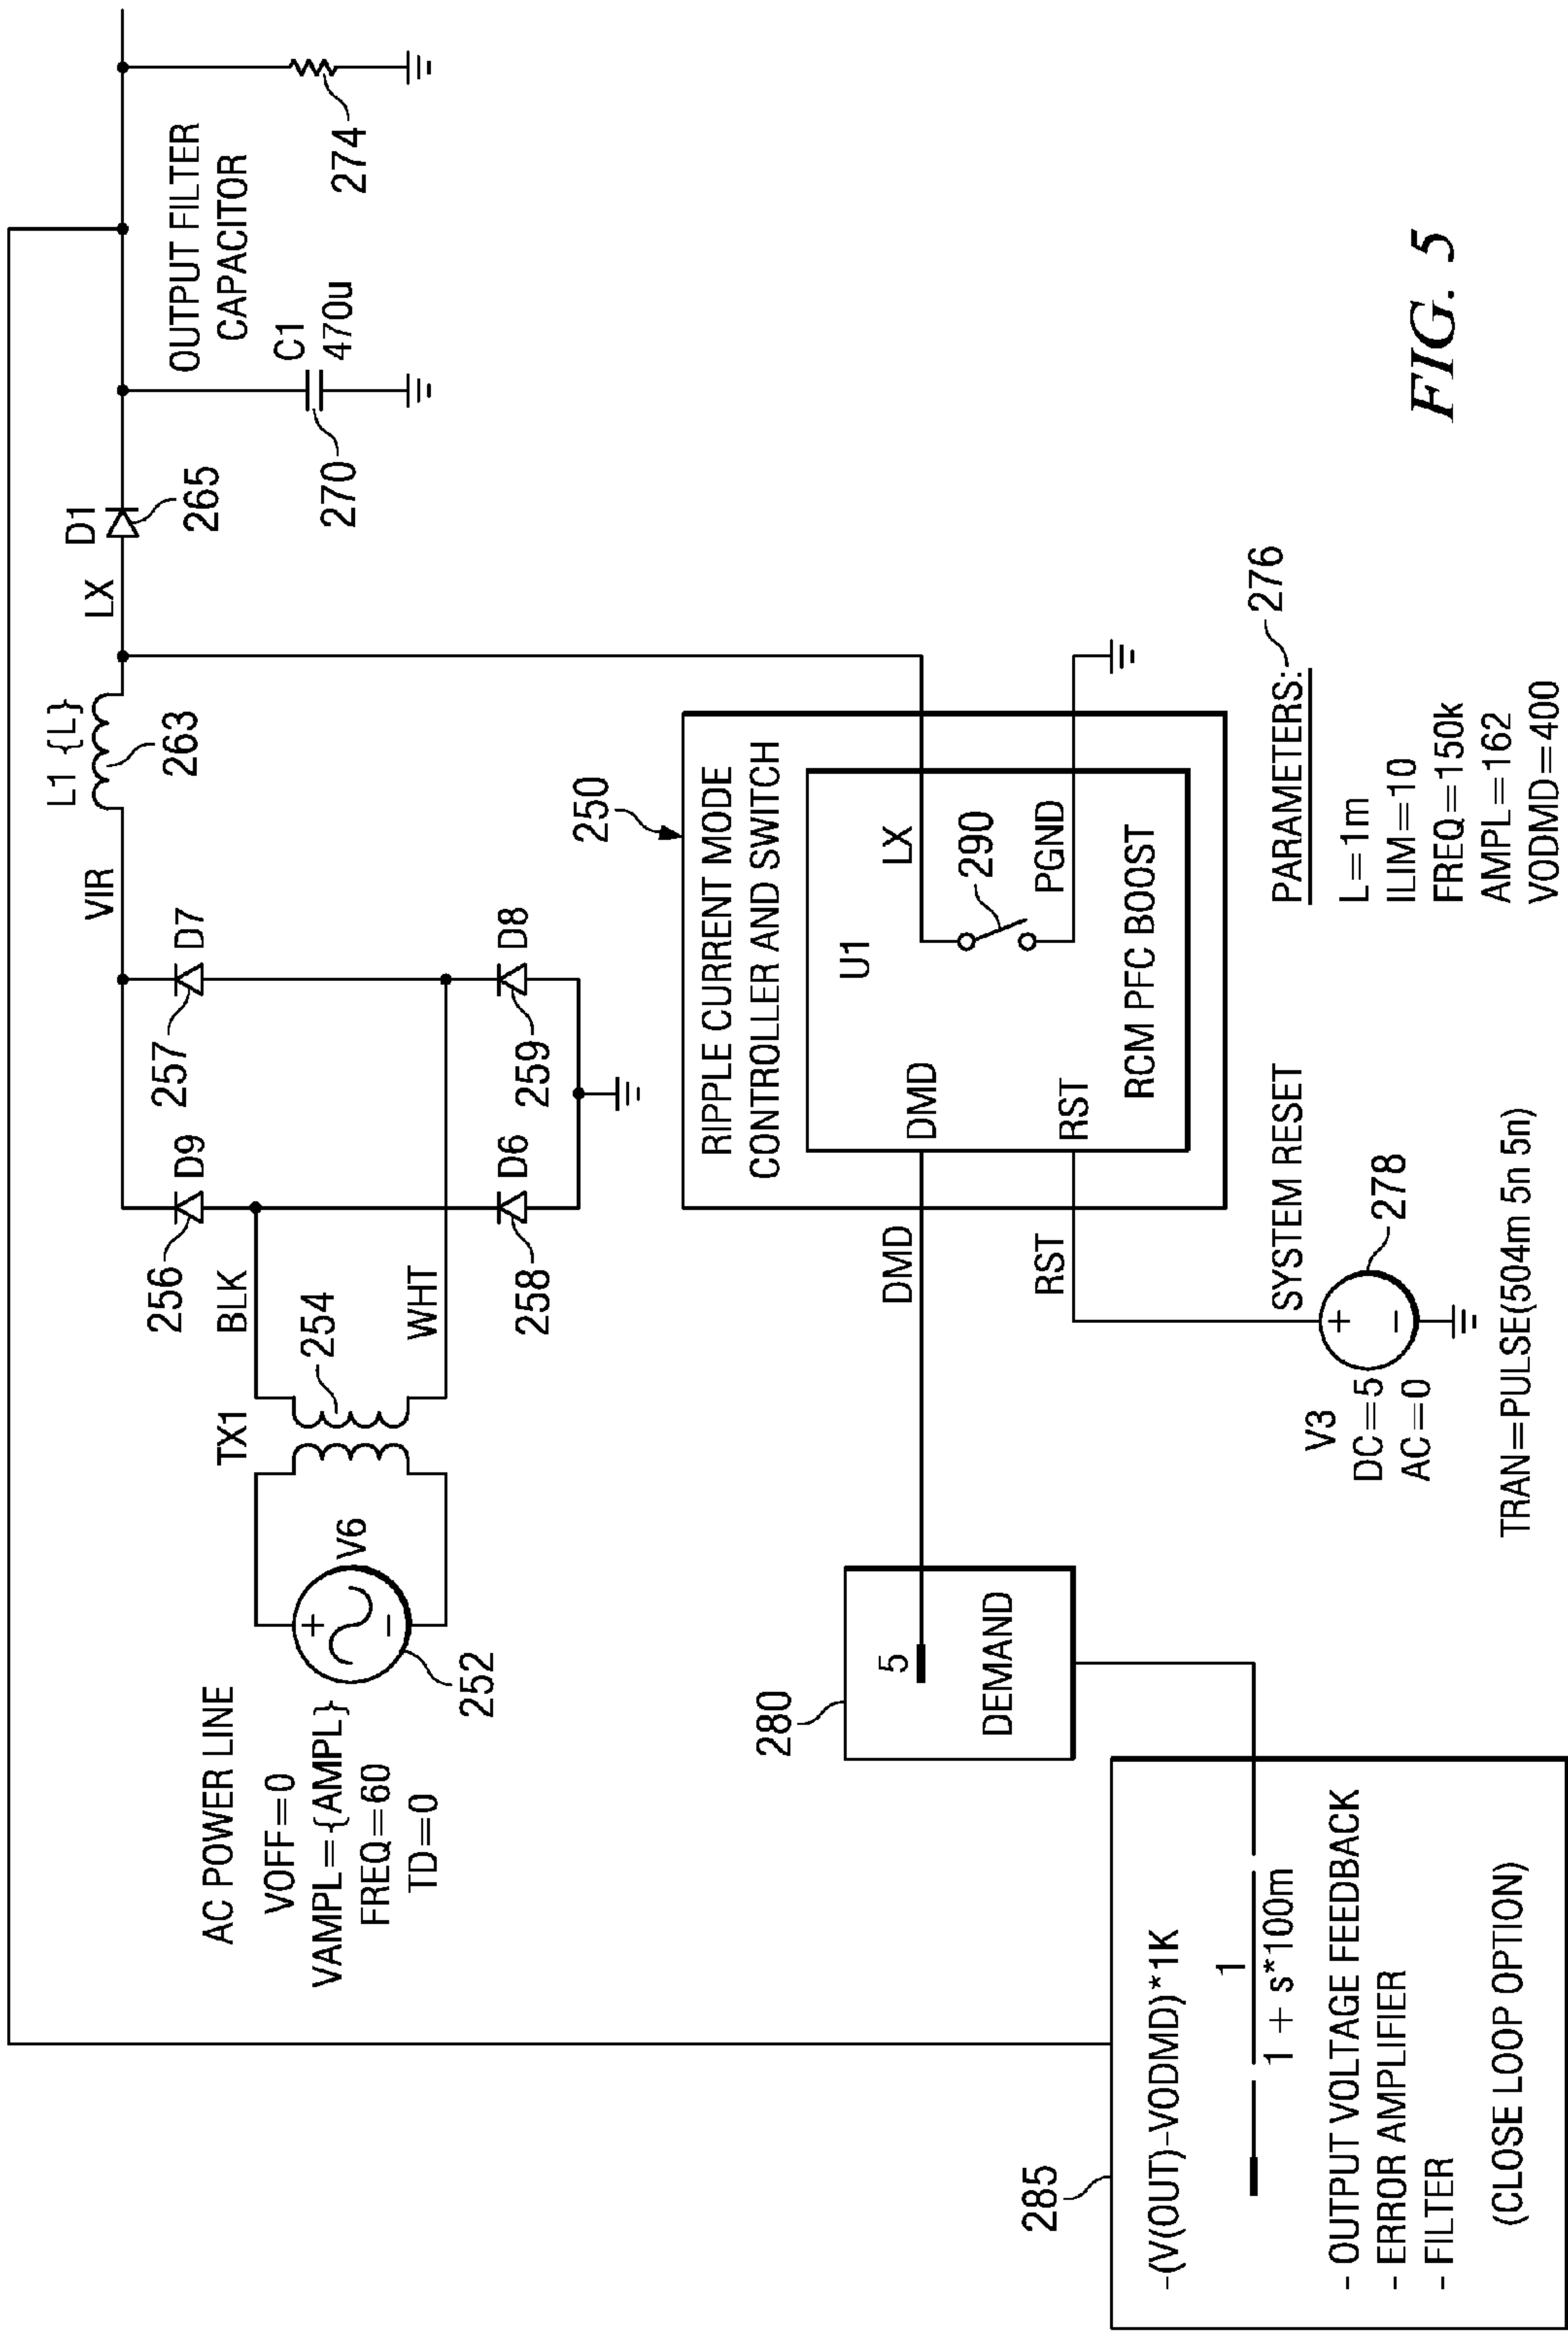 AC POWER LINE
VOFF=0
VAMPL={AMPL}
FREQ=60
TD=0
252
V6
TX1
254
BLK
WHT
256
D9
257
D7
258
D6
259
D8
VIR
L1 {L}
263
LX
D1
265
OUTPUT FILTER
CAPACITOR
C1
470u
270
274
250
RIPPLE CURRENT MODE
CONTROLLER AND SWITCH
U1
LX
290
PGND
DMD
RST
RCM PFC BOOST
DMD
RST
280
5
DEMAND
285
-(V(OUT)-VODMD)*1K
1
1 + s*100m
- OUTPUT VOLTAGE FEEDBACK
- ERROR AMPLIFIER
- FILTER
(CLOSE LOOP OPTION)
SYSTEM RESET
278
V3
DC=5
AC=0
+
−
TRAN=PULSE(504m 5n 5n)
PARAMETERS:
276
L=1m
ILIM=10
FREQ=150k
AMPL=162
VODMD=400
FIG. 5